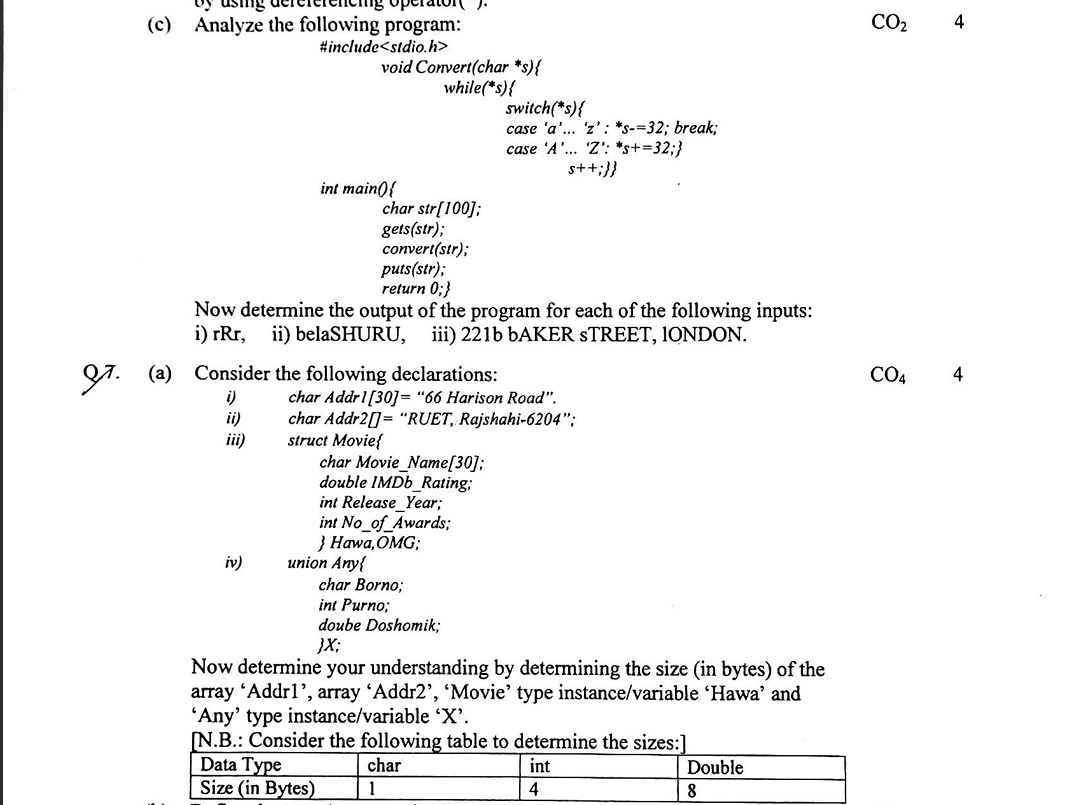 by using dereferencing operator(*).
(c) Analyze the following program: CO2 4
#include<stdio.h>
void Convert(char *s){
while(*s){
switch(*s){
case 'a'... 'z' : *s-=32; break;
case 'A'... 'Z': *s+=32;}
s++;}}
int main(){
char str[100];
gets(str);
convert(str);
puts(str);
return 0;}
Now determine the output of the program for each of the following inputs:
i) rRr, ii) belaSHURU, iii) 221b bAKER sTREET, lONDON.
Q7. (a) Consider the following declarations: CO4 4
i) char Addr1[30]= “66 Harison Road”.
ii) char Addr2[]= “RUET, Rajshahi-6204”;
iii) struct Movie{
char Movie_Name[30];
double IMDb_Rating;
int Release_Year;
int No_of_Awards;
} Hawa,OMG;
iv) union Any{
char Borno;
int Purno;
doube Doshomik;
}X;
Now determine your understanding by determining the size (in bytes) of the
array ‘Addr1’, array ‘Addr2’, ‘Movie’ type instance/variable ‘Hawa’ and
‘Any’ type instance/variable ‘X’.
[N.B.: Consider the following table to determine the sizes:]
Data Type char int Double
Size (in Bytes) 1 4 8